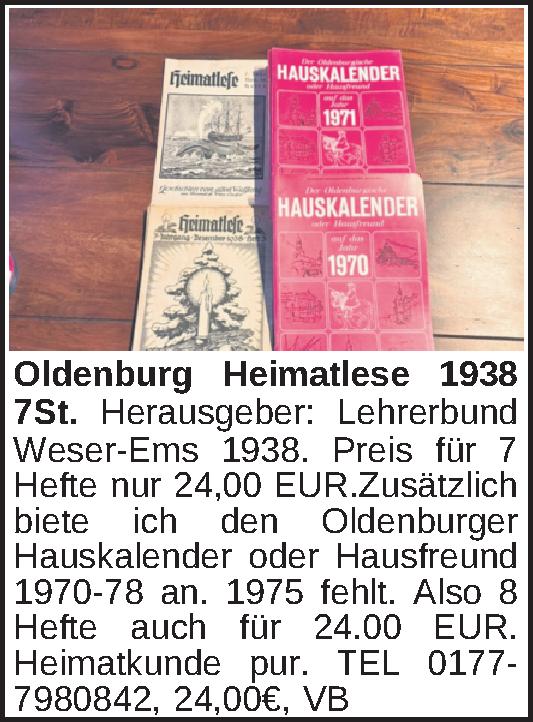 Heimatlese
Der Oldenburgische
HAUSKALENDER
oder Hausfreund
auf das
Jahr
1971
Heimatlese
Dezember 1938
Der Oldenburgische
HAUSKALENDER
oder Hausfreund
auf das
Jahr
1970
Oldenburg Heimatlese 1938
7St. Herausgeber: Lehrerbund
Weser-Ems 1938. Preis für 7
Hefte nur 24,00 EUR.Zusätzlich
biete ich den Oldenburger
Hauskalender oder Hausfreund
1970-78 an. 1975 fehlt. Also 8
Hefte auch für 24.00 EUR.
Heimatkunde pur. TEL 0177-
7980842, 24,00€, VB